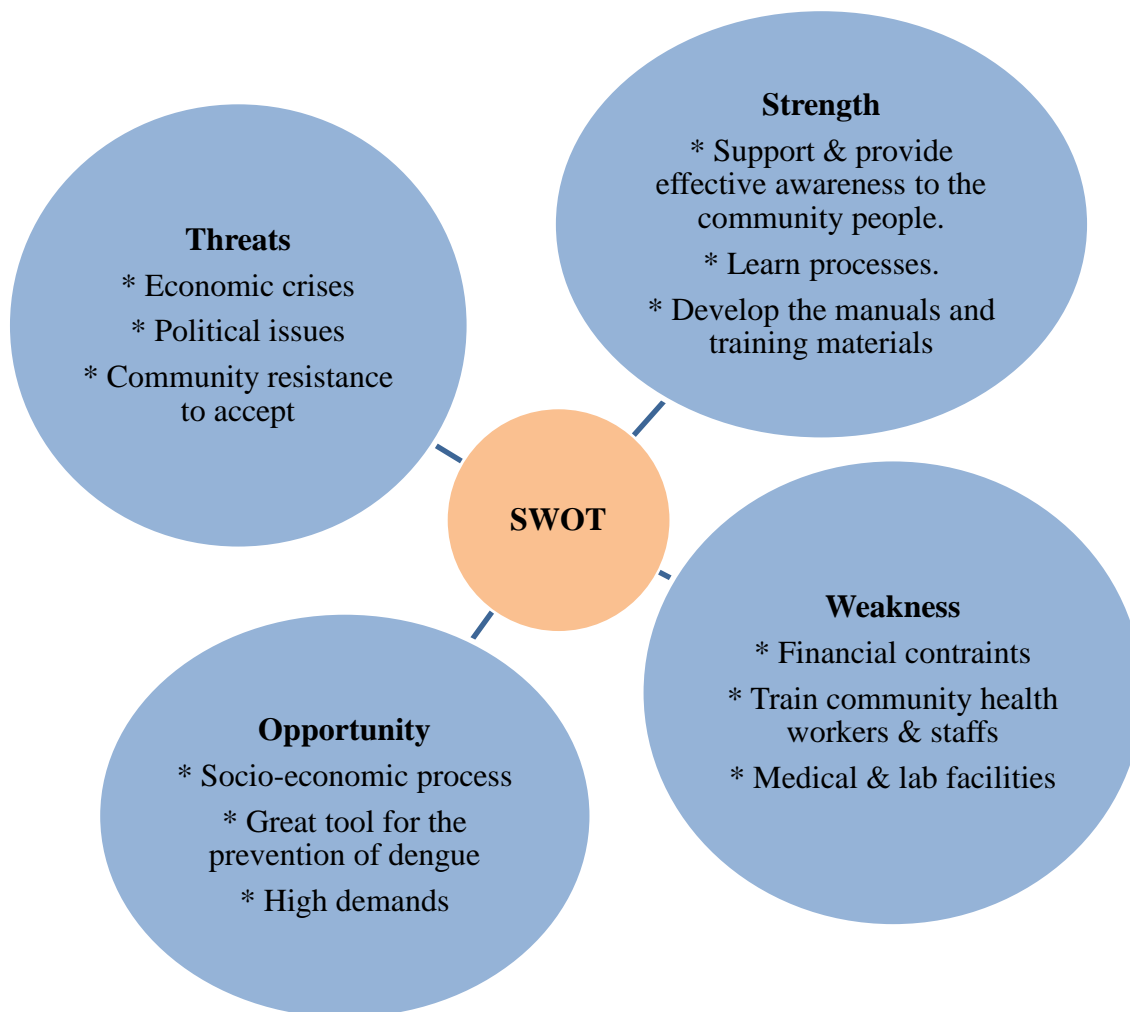 Strength
* Support & provide
effective awareness to the
community people.
* Learn processes.
* Develop the manuals and
training materials
Threats
* Economic crises
* Political issues
* Community resistance
to accept
SWOT
Weakness
* Financial contraints
* Train community health
workers & staffs
* Medical & lab facilities
Opportunity
* Socio-economic process
* Great tool for the
prevention of dengue
* High demands